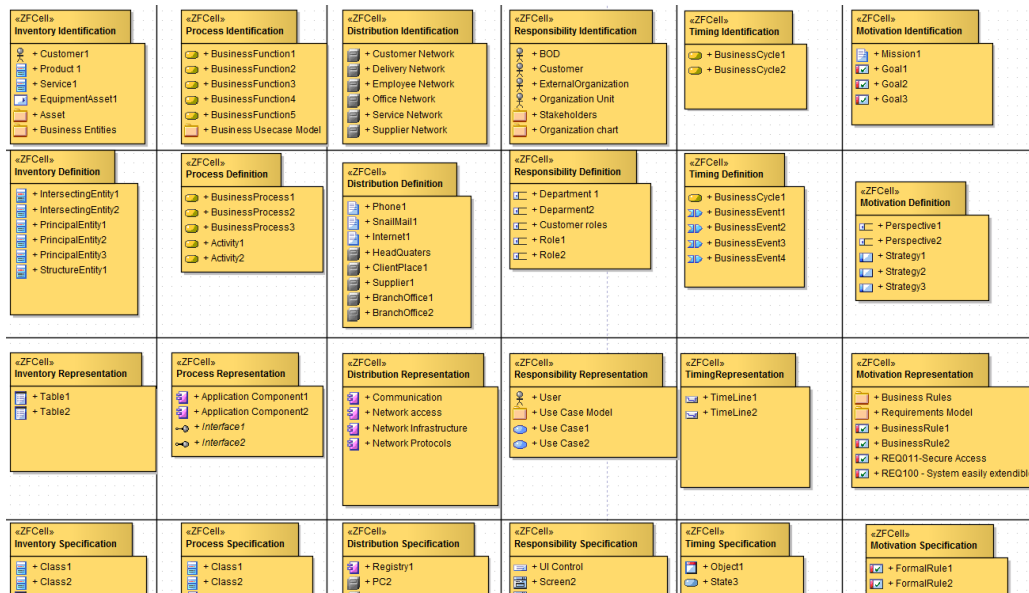 «ZFCell»
Inventory Identification
+ Customer1
+ Product 1
+ Service1
+ EquipmentAsset1
+ Asset
+ Business Entities
«ZFCell»
Process Identification
+ BusinessFunction1
+ BusinessFunction2
+ BusinessFunction3
+ BusinessFunction4
+ BusinessFunction5
+ Business Usecase Model
«ZFCell»
Distribution Identification
+ Customer Network
+ Delivery Network
+ Employee Network
+ Office Network
+ Service Network
+ Supplier Network
«ZFCell»
Responsibility Identification
+ BOD
+ Customer
+ ExternalOrganization
+ Organization Unit
+ Stakeholders
+ Organization chart
«ZFCell»
Timing Identification
+ BusinessCycle1
+ BusinessCycle2
«ZFCell»
Motivation Identification
+ Mission1
+ Goal1
+ Goal2
+ Goal3
«ZFCell»
Inventory Definition
+ IntersectingEntity1
+ IntersectingEntity2
+ PrincipalEntity1
+ PrincipalEntity2
+ PrincipalEntity3
+ StructureEntity1
«ZFCell»
Process Definition
+ BusinessProcess1
+ BusinessProcess2
+ BusinessProcess3
+ Activity1
+ Activity2
«ZFCell»
Distribution Definition
+ Phone1
+ SnailMail1
+ Internet1
+ HeadQuaters
+ ClientPlace1
+ Supplier1
+ BranchOffice1
+ BranchOffice2
«ZFCell»
Responsibility Definition
+ Department 1
+ Deparment2
+ Customer roles
+ Role1
+ Role2
«ZFCell»
Timing Definition
+ BusinessCycle1
+ BusinessEvent1
+ BusinessEvent2
+ BusinessEvent3
+ BusinessEvent4
«ZFCell»
Motivation Definition
+ Perspective1
+ Perspective2
+ Strategy1
+ Strategy2
+ Strategy3
«ZFCell»
Inventory Representation
+ Table1
+ Table2
«ZFCell»
Process Representation
+ Application Component1
+ Application Component2
+ Interface1
+ Interface2
«ZFCell»
Distribution Representation
+ Communication
+ Network access
+ Network Infrastructure
+ Network Protocols
«ZFCell»
Responsibility Representation
+ User
+ Use Case Model
+ Use Case1
+ Use Case2
«ZFCell»
TimingRepresentation
+ TimeLine1
+ TimeLine2
«ZFCell»
Motivation Representation
+ Business Rules
+ Requirements Model
+ BusinessRule1
+ BusinessRule2
+ REQ011-Secure Access
+ REQ100 - System easily extendible
«ZFCell»
Inventory Specification
+ Class1
+ Class2
«ZFCell»
Process Specification
+ Class1
+ Class2
«ZFCell»
Distribution Specification
+ Registry1
+ PC2
«ZFCell»
Responsibility Specification
+ UI Control
+ Screen2
«ZFCell»
Timing Specification
+ Object1
+ State3
«ZFCell»
Motivation Specification
+ FormalRule1
+ FormalRule2